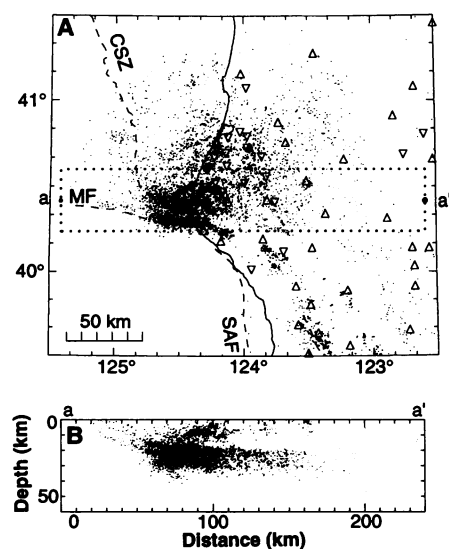 A
CSZ
41°
a
MF
a'
40°
50 km
SAF
125° 124° 123°
a a'
B
Depth (km)
0
50
0 100 200
Distance (km)